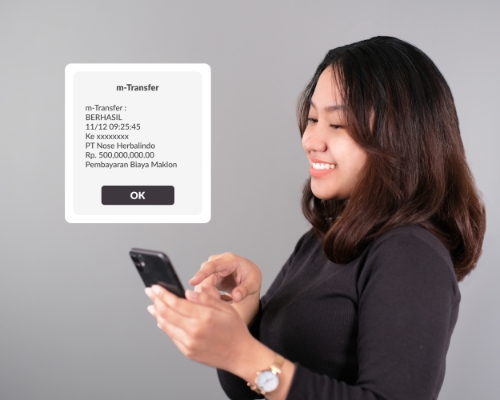 m-Transfer
m-Transfer :
BERHASIL
11/12 09:25:45
Ke xxxxxxxx
PT Nose Herbalindo
Rp. 500,000,000.00
Pembayaran Biaya Maklon
OK